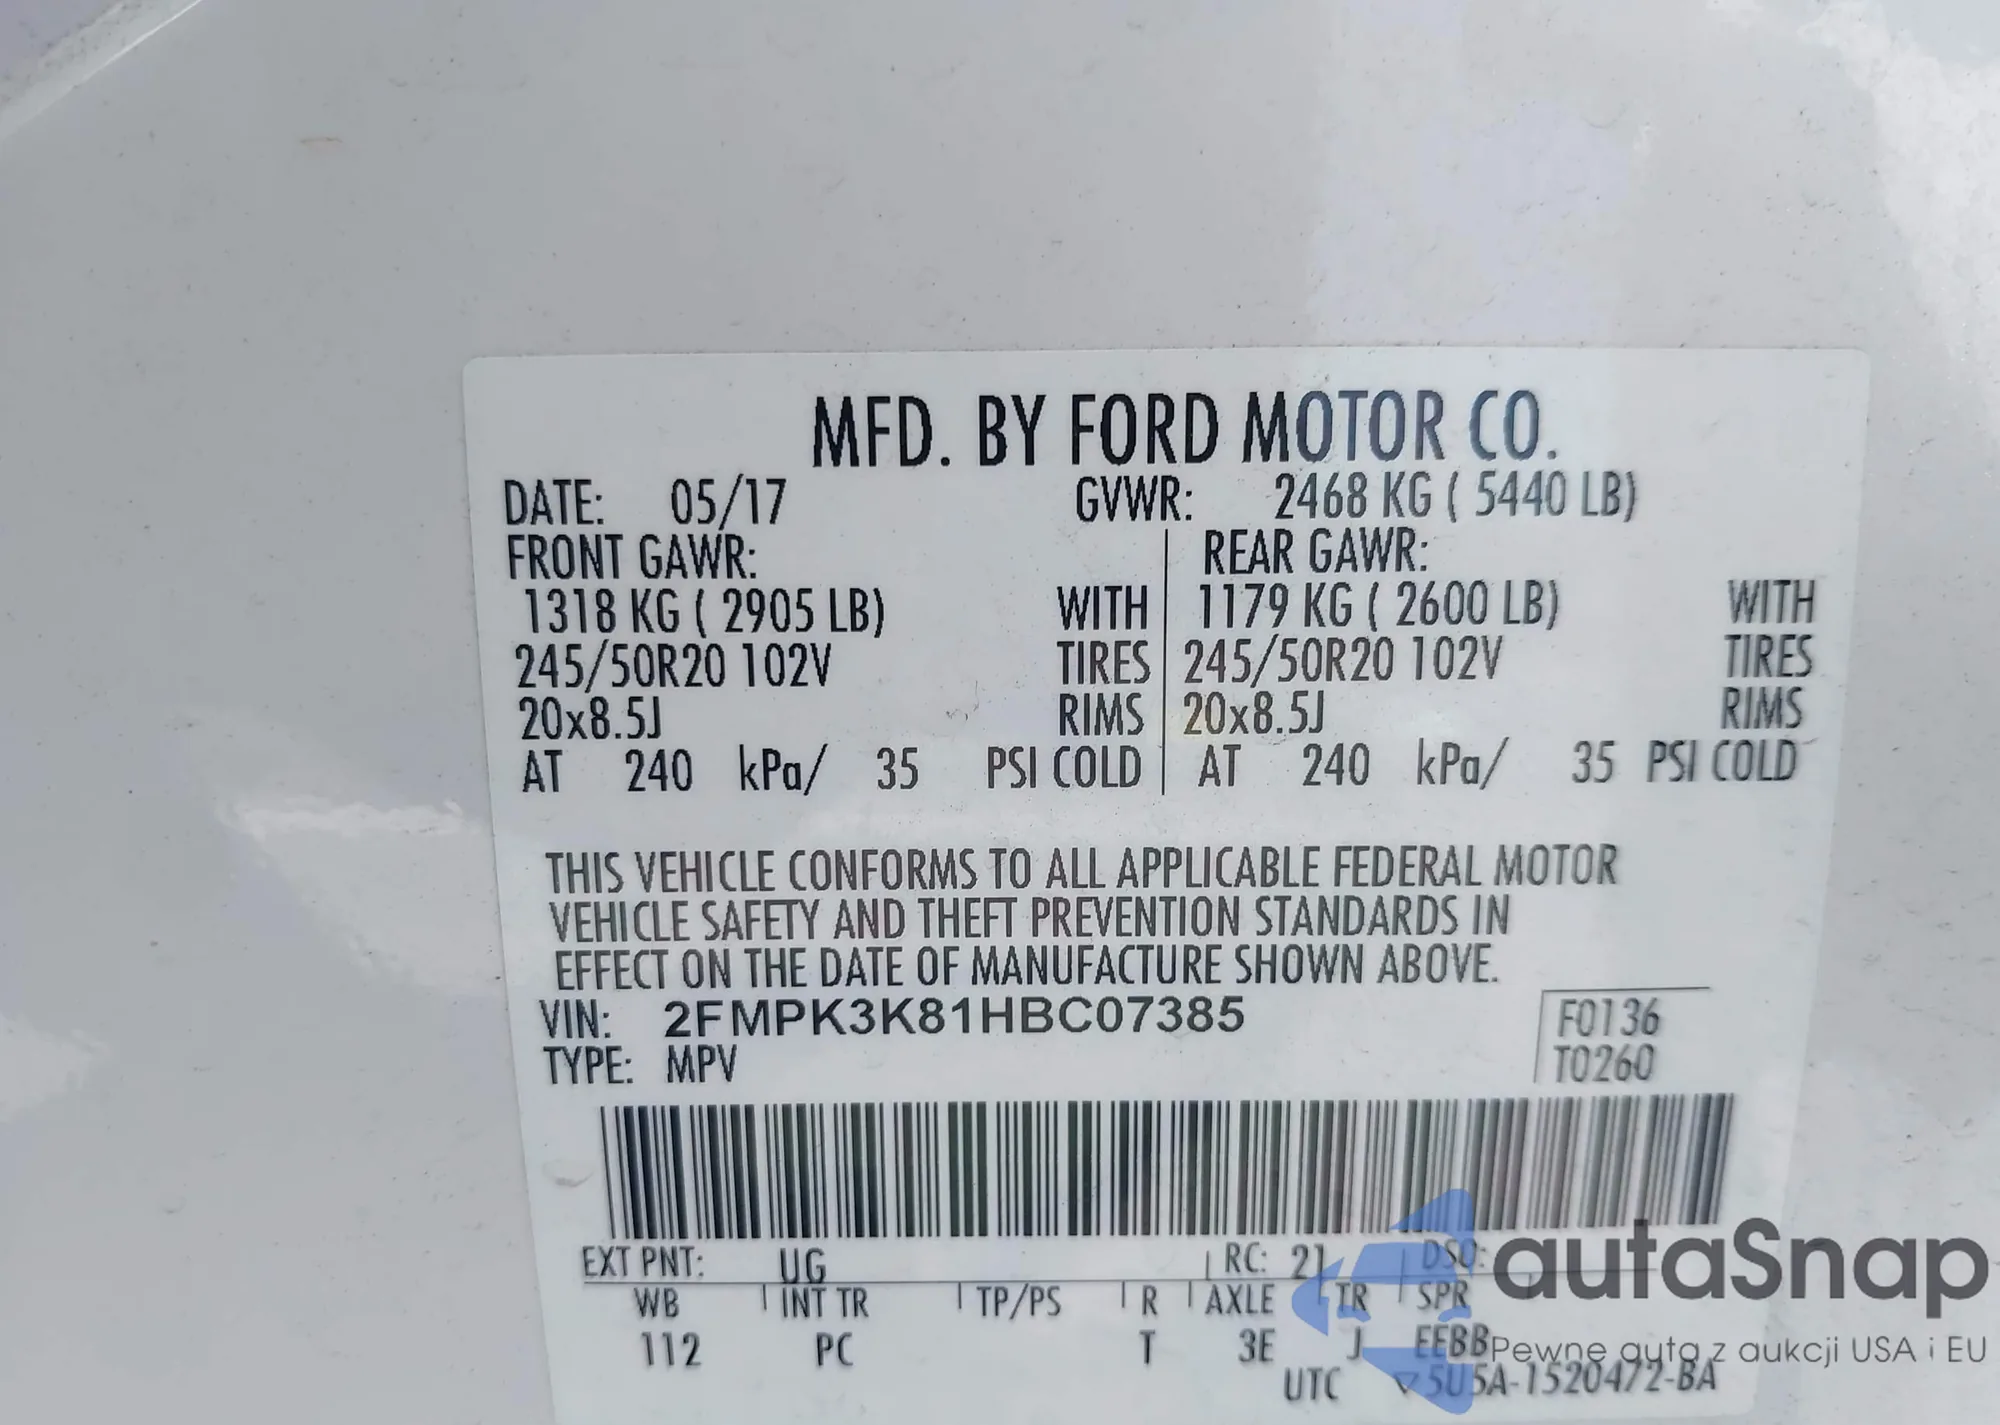 MFD. BY FORD MOTOR CO.
DATE: 05/17 GVWR: 2468 KG ( 5440 LB)
FRONT GAWR: REAR GAWR:
1318 KG ( 2905 LB) WITH 1179 KG ( 2600 LB) WITH
245/50R20 102V TIRES 245/50R20 102V TIRES
20x8.5J RIMS 20x8.5J RIMS
AT 240 kPa/ 35 PSI COLD AT 240 kPa/ 35 PSI COLD
THIS VEHICLE CONFORMS TO ALL APPLICABLE FEDERAL MOTOR
VEHICLE SAFETY AND THEFT PREVENTION STANDARDS IN
EFFECT ON THE DATE OF MANUFACTURE SHOWN ABOVE.
VIN: 2FMPK3K81HBC07385 F0136
TYPE: MPV T0260
EXT PNT: UG RC: 21 DSO:
WB INT TR TP/PS R AXLE TR SPR
112 PC T 3E J EEBB
UTC ▽5U5A-1520472-BA
autaSnap
Pewne auta z aukcji USA i EU